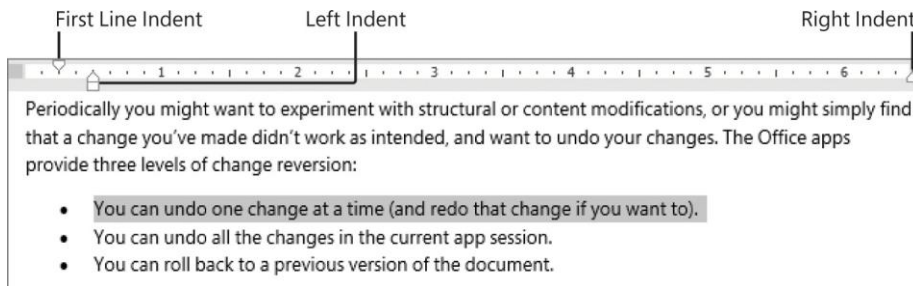 First Line Indent Left Indent Right Indent
1 2 3 4 5 6
Periodically you might want to experiment with structural or content modifications, or you might simply find
that a change you’ve made didn’t work as intended, and want to undo your changes. The Office apps
provide three levels of change reversion:
• You can undo one change at a time (and redo that change if you want to).
• You can undo all the changes in the current app session.
• You can roll back to a previous version of the document.